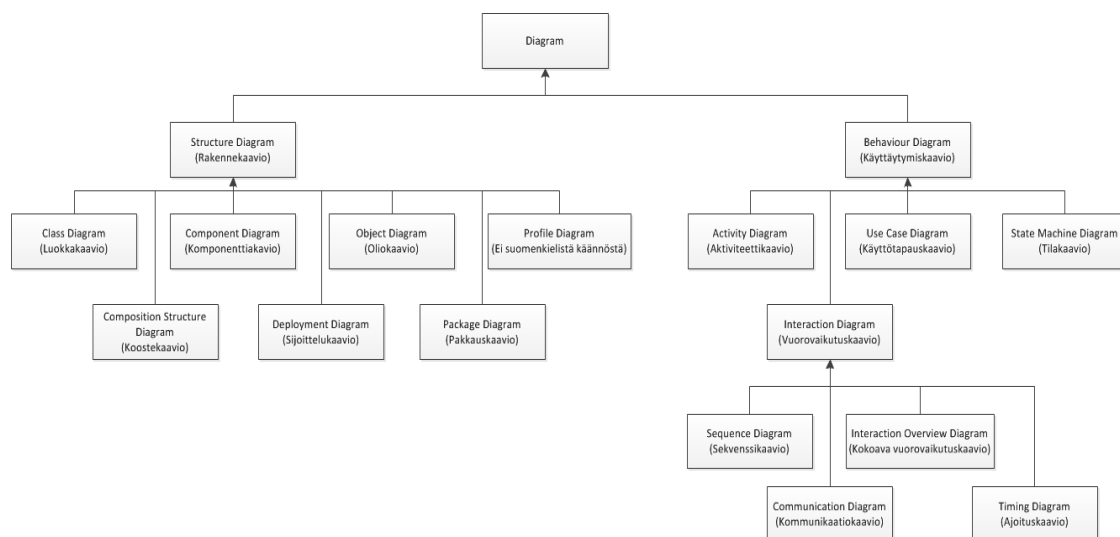 Diagram
Structure Diagram
(Rakennekaavio)
Behaviour Diagram
(Käyttäytymiskaavio)
Class Diagram
(Luokkakaavio)
Component Diagram
(Komponenttiakavio)
Object Diagram
(Oliokaavio)
Profile Diagram
(Ei suomenkielistä käännöstä)
Activity Diagram
(Aktiviteettikaavio)
Use Case Diagram
(Käyttötapauskaavio)
State Machine Diagram
(Tilakaavio)
Composition Structure
Diagram
(Koostekaavio)
Deployment Diagram
(Sijoittelukaavio)
Package Diagram
(Pakkauskaavio)
Interaction Diagram
(Vuorovaikutuskaavio)
Sequence Diagram
(Sekvenssikaavio)
Interaction Overview Diagram
(Kokoava vuorovaikutuskaavio)
Communication Diagram
(Kommunikaatiokaavio)
Timing Diagram
(Ajoituskaavio)